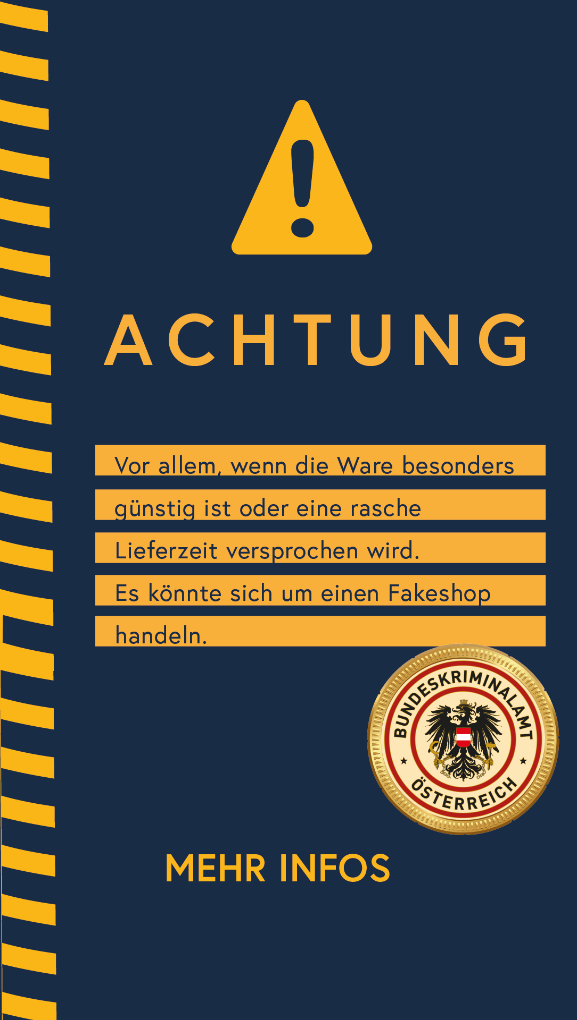 ACHTUNG
Vor allem, wenn die Ware besonders
günstig ist oder eine rasche
Lieferzeit versprochen wird.
Es könnte sich um einen Fakeshop
handeln.
BUNDESKRIMINALAMT
ÖSTERREICH
MEHR INFOS